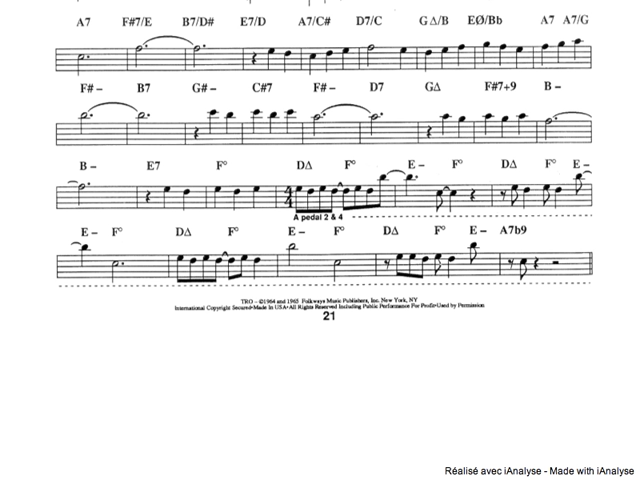 A7 F#7/E B7/D# E7/D A7/C# D7/C G Δ/B EØ/Bb A7 A7/G
F# – B7 G# – C#7 F# – D7 GΔ F#7+9 B –
B – E7 F° DΔ F° E – F° DΔ F° E –
4
4
A pedal 2 & 4
E – F° DΔ F° E – F° DΔ F° E – A7b9
TRO – ©1964 and 1965 Folkways Music Publishers, Inc. New York, NY
International Copyright Secured•Made In USA•All Rights Reserved Including Public Performance For Profit•Used by Permission
21
Réalisé avec iAnalyse - Made with iAnalyse